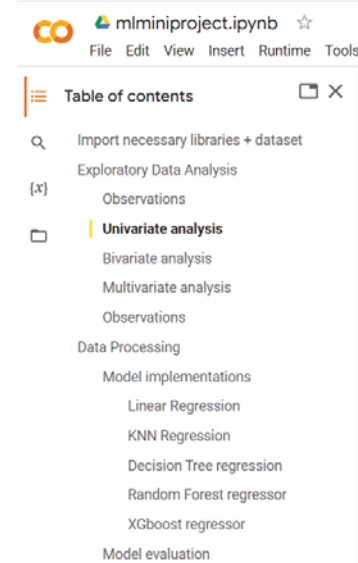 CO
mlminiproject.ipynb
File Edit View Insert Runtime Tools
Table of contents
Import necessary libraries + dataset
Exploratory Data Analysis
{x}
Observations
Univariate analysis
Bivariate analysis
Multivariate analysis
Observations
Data Processing
Model implementations
Linear Regression
KNN Regression
Decision Tree regression
Random Forest regressor
XGboost regressor
Model evaluation